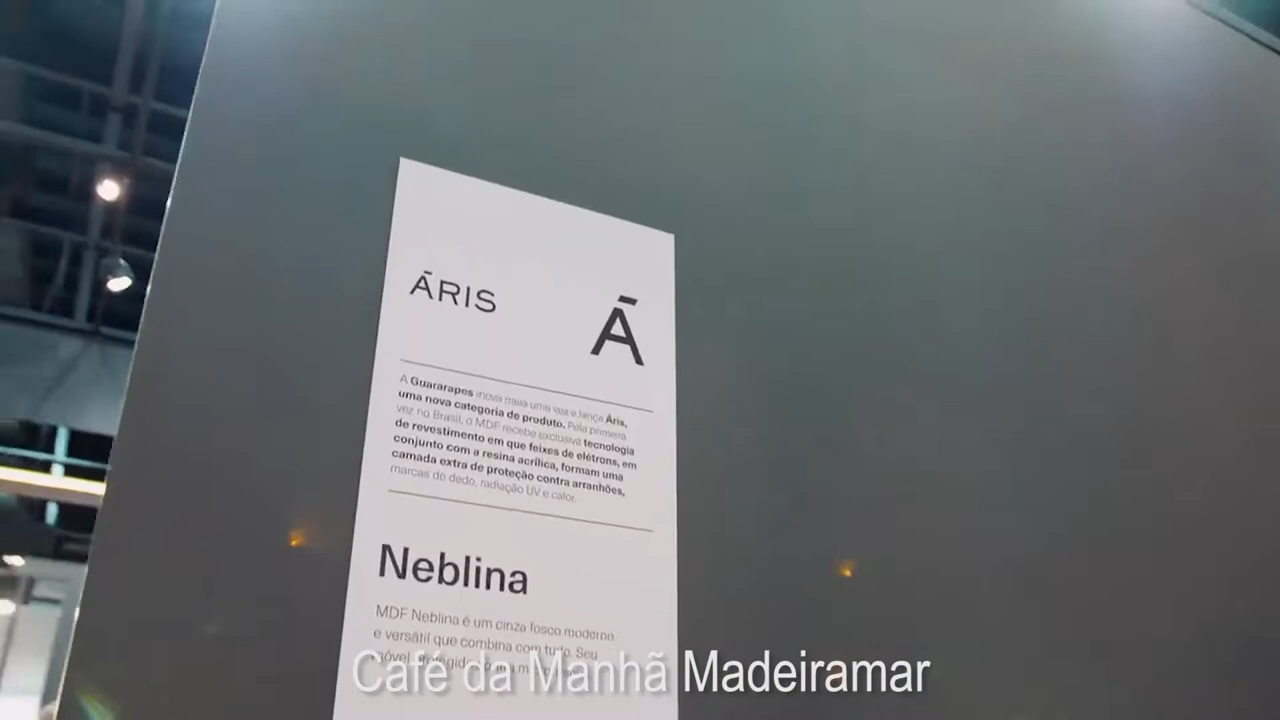 ĀRIS
Ā
A Guararapes inova mais uma vez e lança Áris,
uma nova categoria de produto. Pela primeira
vez no Brasil, o MDF recebe exclusiva tecnologia
de revestimento em que feixes de elétrons, em
conjunto com a resina acrílica, formam uma
camada extra de proteção contra arranhões,
marcas de dedo, radiação UV e calor.
Neblina
MDF Neblina é um cinza fosco moderno
e versátil que combina com tudo. Seu
móvel protegido
Café da Manhã Madeiramar